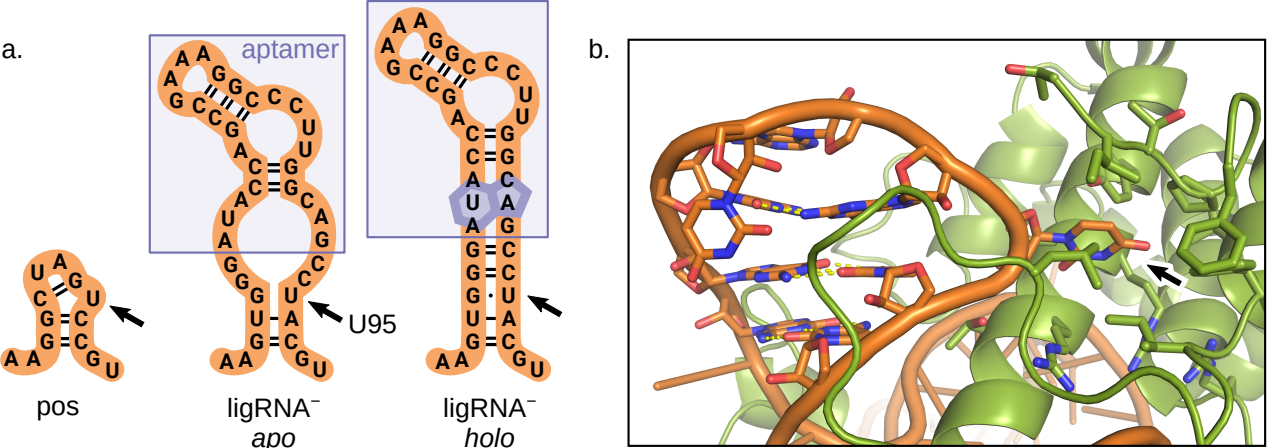 a.
b.
aptamer
A A G G C U A G U C C G U
pos
A A G U G G G A U A C C A G C C G A A A G G C C C U U G G C A G C C U A C G U
U95
ligRNA⁻
apo
A A G U G G G A U A C C A G C C G A A A G G C C C U U G G C A G C C U A C G U
ligRNA⁻
holo